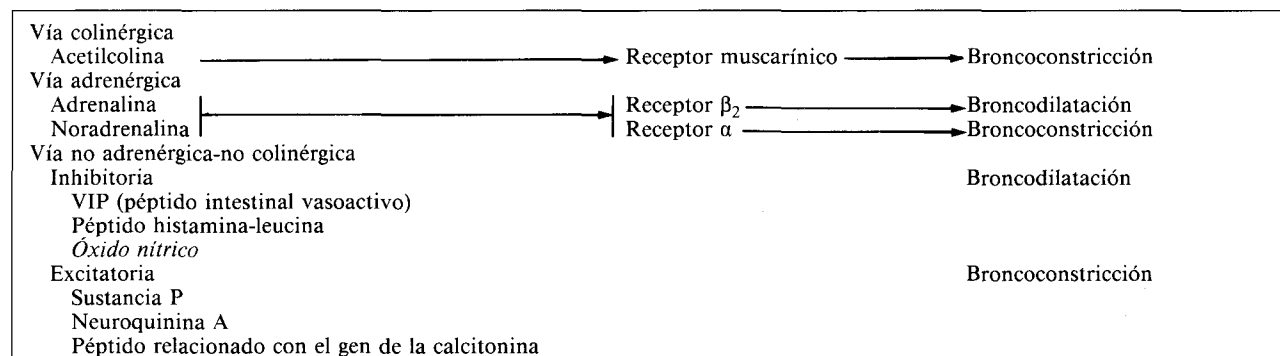 Vía colinérgica
Acetilcolina Receptor muscarínico Broncoconstricción
Vía adrenérgica
Adrenalina Receptor β₂ Broncodilatación
Noradrenalina Receptor α Broncoconstricción
Vía no adrenérgica-no colinérgica
Inhibitoria Broncodilatación
VIP (péptido intestinal vasoactivo)
Péptido histamina-leucina
Óxido nítrico
Excitatoria Broncoconstricción
Sustancia P
Neuroquinina A
Péptido relacionado con el gen de la calcitonina